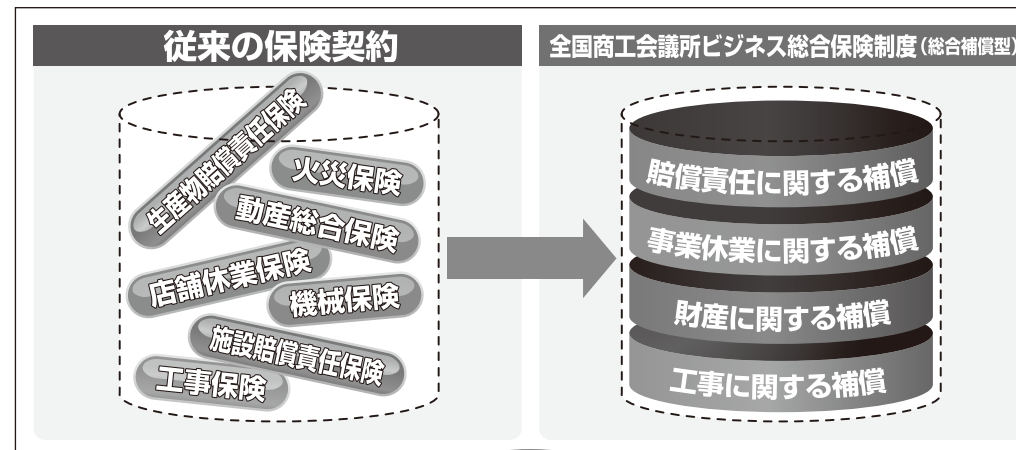 従来の保険契約
生産物賠償責任保険
火災保険
動産総合保険
店舗休業保険
機械保険
施設賠償責任保険
工事保険
全国商工会議所ビジネス総合保険制度(総合補償型)
賠償責任に関する補償
事業休業に関する補償
財産に関する補償
工事に関する補償